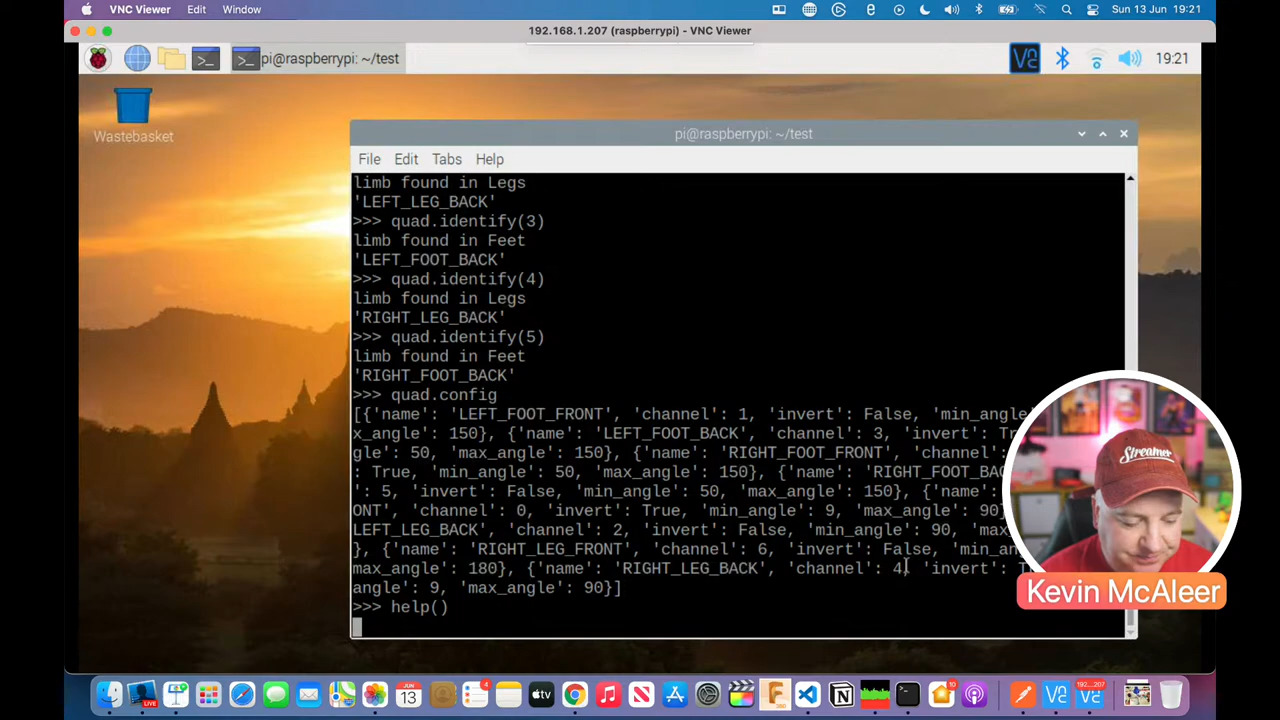 VNC Viewer Edit Window Sun 13 Jun 19:21
192.168.1.207 (raspberrypi) - VNC Viewer
pi@raspberrypi: ~/test 19:21
Wastebasket
pi@raspberrypi: ~/test
File Edit Tabs Help
limb found in Legs
'LEFT_LEG_BACK'
>>> quad.identify(3)
limb found in Feet
'LEFT_FOOT_BACK'
>>> quad.identify(4)
limb found in Legs
'RIGHT_LEG_BACK'
>>> quad.identify(5)
limb found in Feet
'RIGHT_FOOT_BACK'
>>> quad.config
[{'name': 'LEFT_FOOT_FRONT', 'channel': 1, 'invert': False, 'min_angle'
x_angle': 150}, {'name': 'LEFT_FOOT_BACK', 'channel': 3, 'invert':
gle': 50, 'max_angle': 150}, {'name': 'RIGHT_FOOT_FRONT', 'channel':
: True, 'min_angle': 50, 'max_angle': 150}, {'name': 'RIGHT_FOOT_BAC
': 5, 'invert': False, 'min_angle': 50, 'max_angle': 150}, {'name':
ONT', 'channel': 0, 'invert': True, 'min_angle': 9, 'max_angle': 90}
LEFT_LEG_BACK', 'channel': 2, 'invert': False, 'min_angle': 90, 'max
}, {'name': 'RIGHT_LEG_FRONT', 'channel': 6, 'invert': False, 'min_an
max_angle': 180}, {'name': 'RIGHT_LEG_BACK', 'channel': 4, 'invert':
angle': 9, 'max_angle': 90}]
>>> help()
Streamer
Kevin McAleer